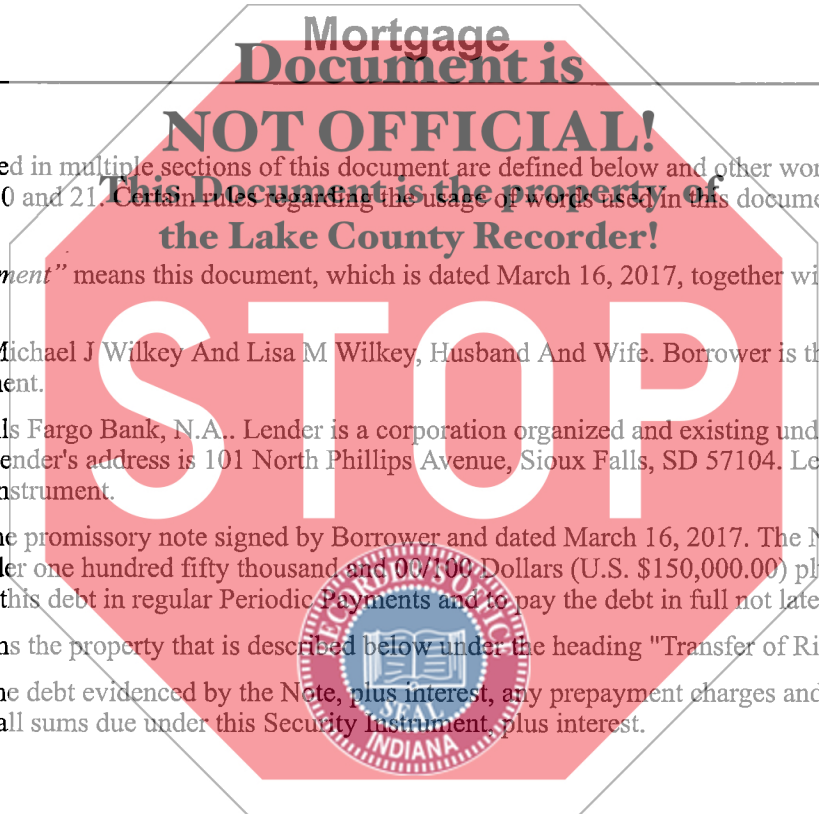 Mortgage
Document is
NOT OFFICIAL!
ed in multiple sections of this document are defined below and other wor
0 and 21. Certain rules regarding the usage of words used in this docume
This Document is the property of
the Lake County Recorder!
ment" means this document, which is dated March 16, 2017, together wi
STOP
Michael J Wilkey And Lisa M Wilkey, Husband And Wife. Borrower is th
ent.
ls Fargo Bank, N.A.. Lender is a corporation organized and existing und
ender's address is 101 North Phillips Avenue, Sioux Falls, SD 57104. Le
nstrument.
ne promissory note signed by Borrower and dated March 16, 2017. The N
er one hundred fifty thousand and 00/100 Dollars (U.S. $150,000.00) pl
this debt in regular Periodic Payments and to pay the debt in full not late
ns the property that is described below under the heading "Transfer of Ri
ne debt evidenced by the Note, plus interest, any prepayment charges and
all sums due under this Security Instrument, plus interest.
RECORDER'S OFFICE
SEAL
INDIANA